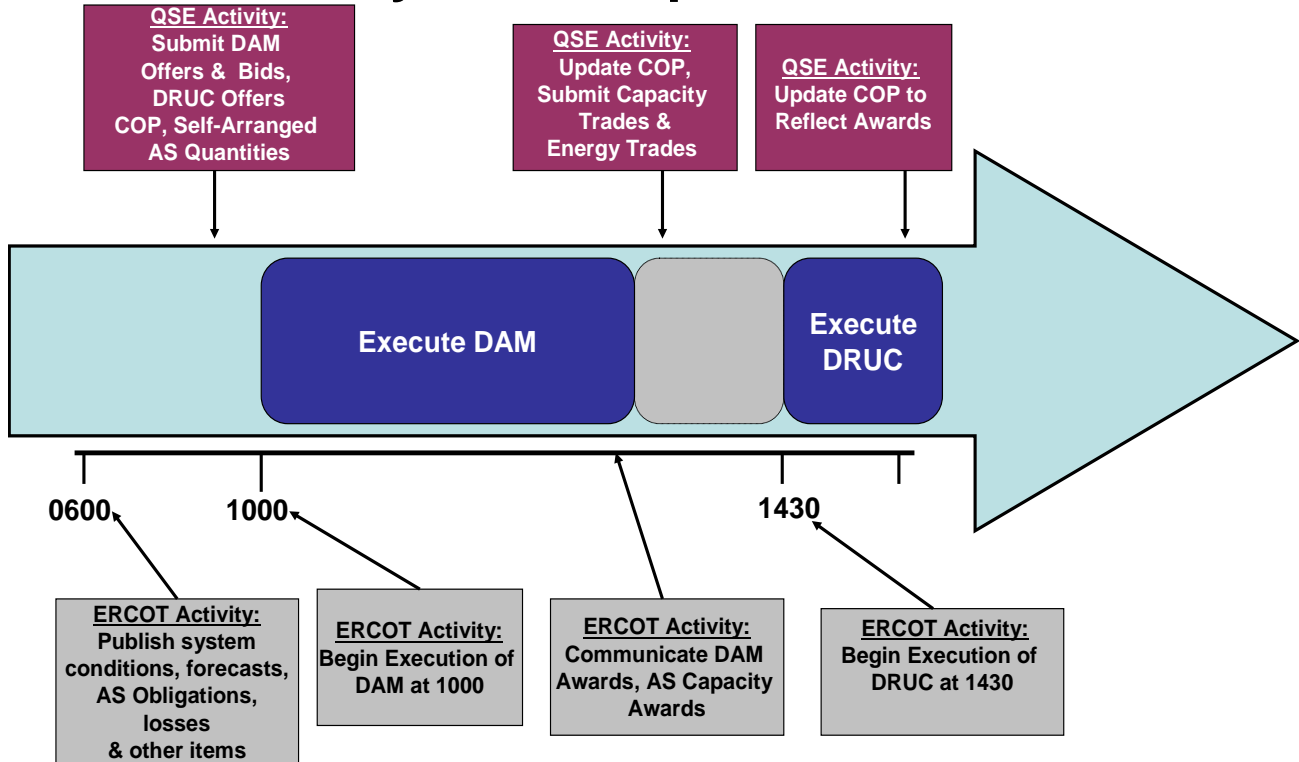 QSE Activity:
Submit DAM
Offers & Bids,
DRUC Offers
COP, Self-Arranged
AS Quantities
QSE Activity:
Update COP,
Submit Capacity
Trades &
Energy Trades
QSE Activity:
Update COP to
Reflect Awards
Execute DAM
Execute
DRUC
0600
1000
1430
ERCOT Activity:
Publish system
conditions, forecasts,
AS Obligations,
losses
& other items
ERCOT Activity:
Begin Execution of
DAM at 1000
ERCOT Activity:
Communicate DAM
Awards, AS Capacity
Awards
ERCOT Activity:
Begin Execution of
DRUC at 1430